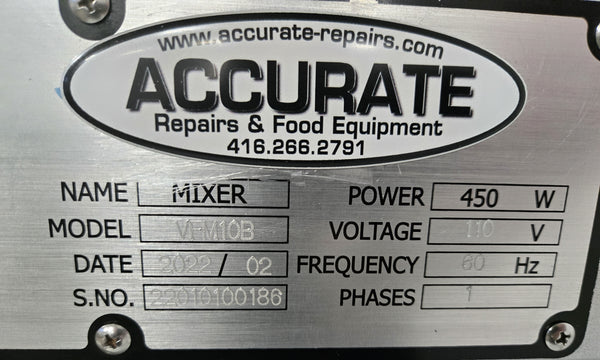 www.accurate-repairs.com
ACCURATE
Repairs & Food Equipment
416.266.2791
NAME MIXER POWER 450 W
MODEL VFM10B VOLTAGE 110 V
DATE 2022 / 02 FREQUENCY 60 Hz
S.NO. 22010100186 PHASES 1